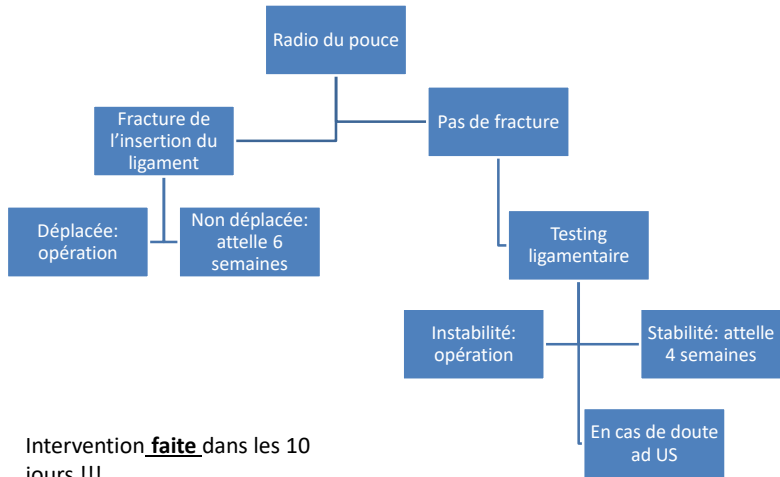 Radio du pouce
Fracture de
l'insertion du
ligament
Pas de fracture
Déplacée:
opération
Non déplacée:
attelle 6
semaines
Testing
ligamentaire
Instabilité:
opération
Stabilité: attelle
4 semaines
En cas de doute
ad US
Intervention faite dans les 10
jours !!!